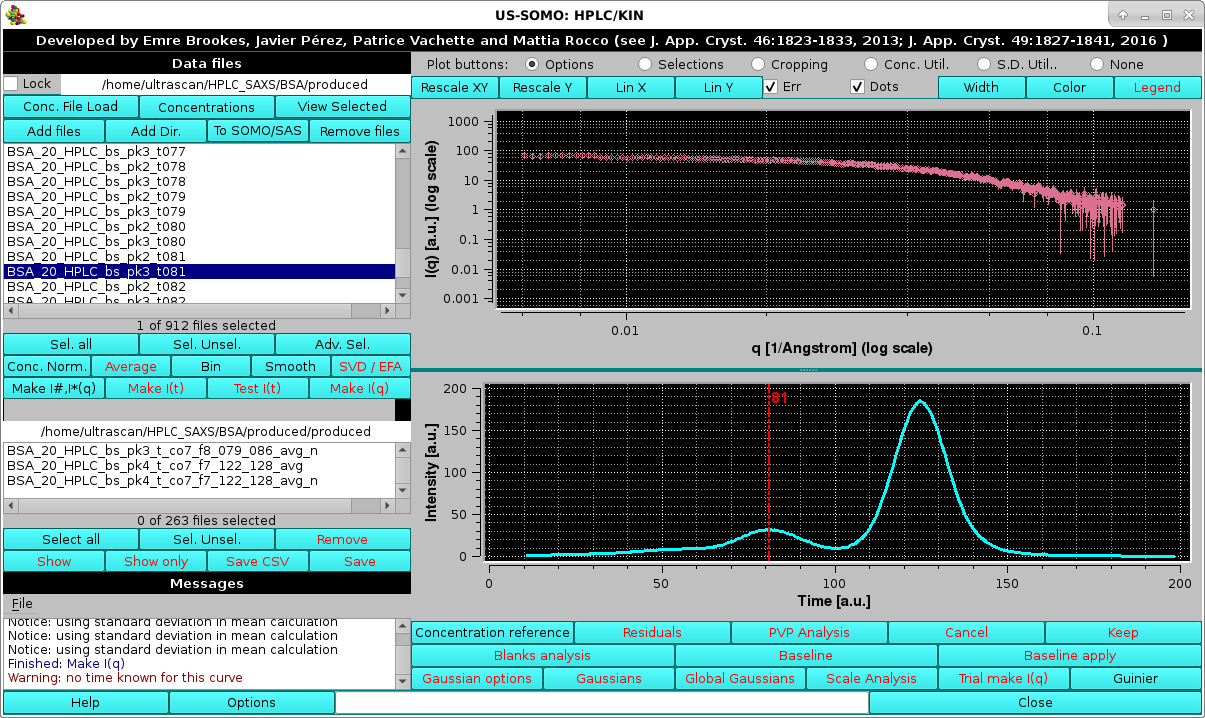 US-SOMO: HPLC/KIN
Developed by Emre Brookes, Javier Pérez, Patrice Vachette and Mattia Rocco (see J. App. Cryst. 46:1823-1833, 2013; J. App. Cryst. 49:1827-1841, 2016 )
Data files
Lock /home/ultrascan/HPLC_SAXS/BSA/produced
Conc. File Load Concentrations View Selected
Add files Add Dir. To SOMO/SAS Remove files
BSA_20_HPLC_bs_pk3_t077
BSA_20_HPLC_bs_pk2_t078
BSA_20_HPLC_bs_pk3_t078
BSA_20_HPLC_bs_pk2_t079
BSA_20_HPLC_bs_pk3_t079
BSA_20_HPLC_bs_pk2_t080
BSA_20_HPLC_bs_pk3_t080
BSA_20_HPLC_bs_pk2_t081
BSA_20_HPLC_bs_pk3_t081
BSA_20_HPLC_bs_pk2_t082
BSA_20_HPLC_bs_pk3_t082
1 of 912 files selected
Sel. all Sel. Unsel. Adv. Sel.
Conc. Norm. Average Bin Smooth SVD / EFA
Make I#,I*(q) Make I(t) Test I(t) Make I(q)
/home/ultrascan/HPLC_SAXS/BSA/produced/produced
BSA_20_HPLC_bs_pk3_t_co7_f8_079_086_avg_n
BSA_20_HPLC_bs_pk4_t_co7_f7_122_128_avg
BSA_20_HPLC_bs_pk4_t_co7_f7_122_128_avg_n
0 of 263 files selected
Select all Sel. Unsel. Remove
Show Show only Save CSV Save
Messages
File
Notice: using standard deviation in mean calculation
Notice: using standard deviation in mean calculation
Notice: using standard deviation in mean calculation
Finished: Make I(q)
Warning: no time known for this curve
Help Options
Plot buttons: Options Selections Cropping Conc. Util. S.D. Util.. None
Rescale XY Rescale Y Lin X Lin Y Err Dots Width Color Legend
I(q) [a.u.] (log scale)
1000
100
10
1
0.1
0.01
0.001
0.01 0.1
q [1/Angstrom] (log scale)
Intensity [a.u.]
200
150
100
50
0
81
0 50 100 150 200
Time [a.u.]
Concentration reference Residuals PVP Analysis Cancel Keep
Blanks analysis Baseline Baseline apply
Gaussian options Gaussians Global Gaussians Scale Analysis Trial make I(q) Guinier
Close